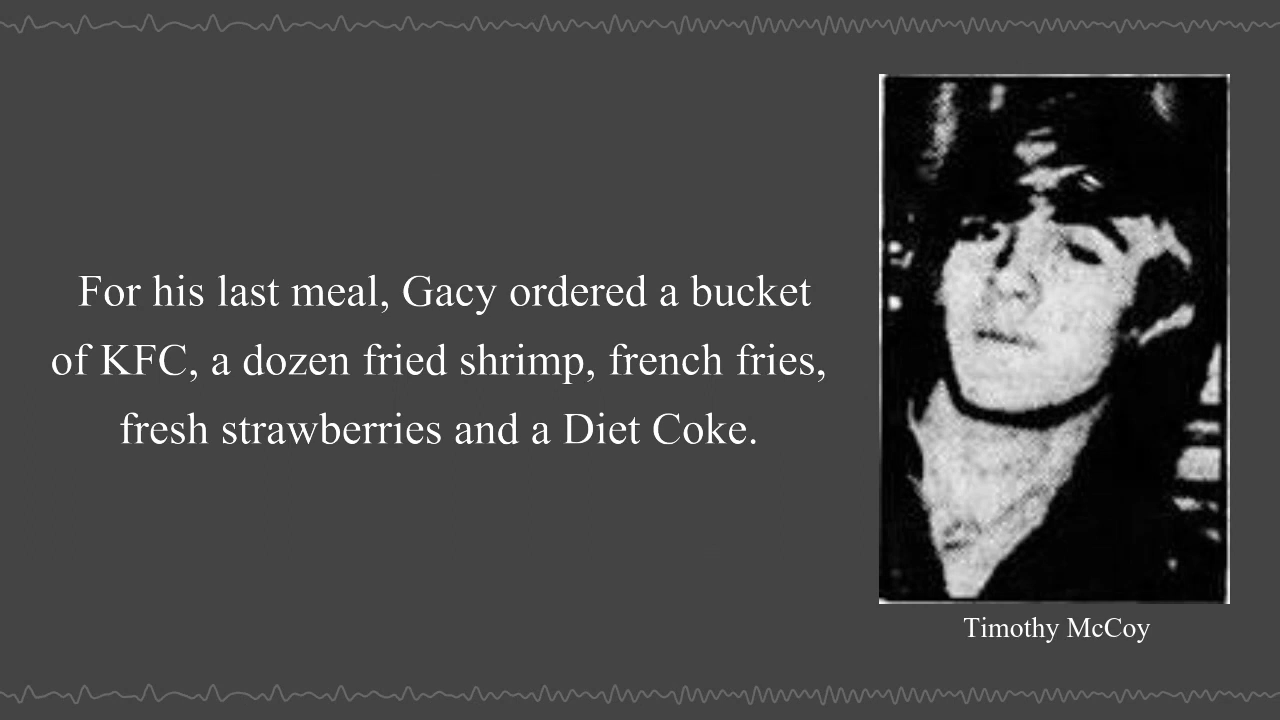 For his last meal, Gacy ordered a bucket
of KFC, a dozen fried shrimp, french fries,
fresh strawberries and a Diet Coke.
Timothy McCoy